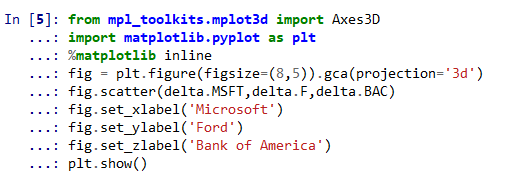 In [5]: from mpl_toolkits.mplot3d import Axes3D
...: import matplotlib.pyplot as plt
...: %matplotlib inline
...: fig = plt.figure(figsize=(8,5)).gca(projection='3d')
...: fig.scatter(delta.MSFT,delta.F,delta.BAC)
...: fig.set_xlabel('Microsoft')
...: fig.set_ylabel('Ford')
...: fig.set_zlabel('Bank of America')
...: plt.show()